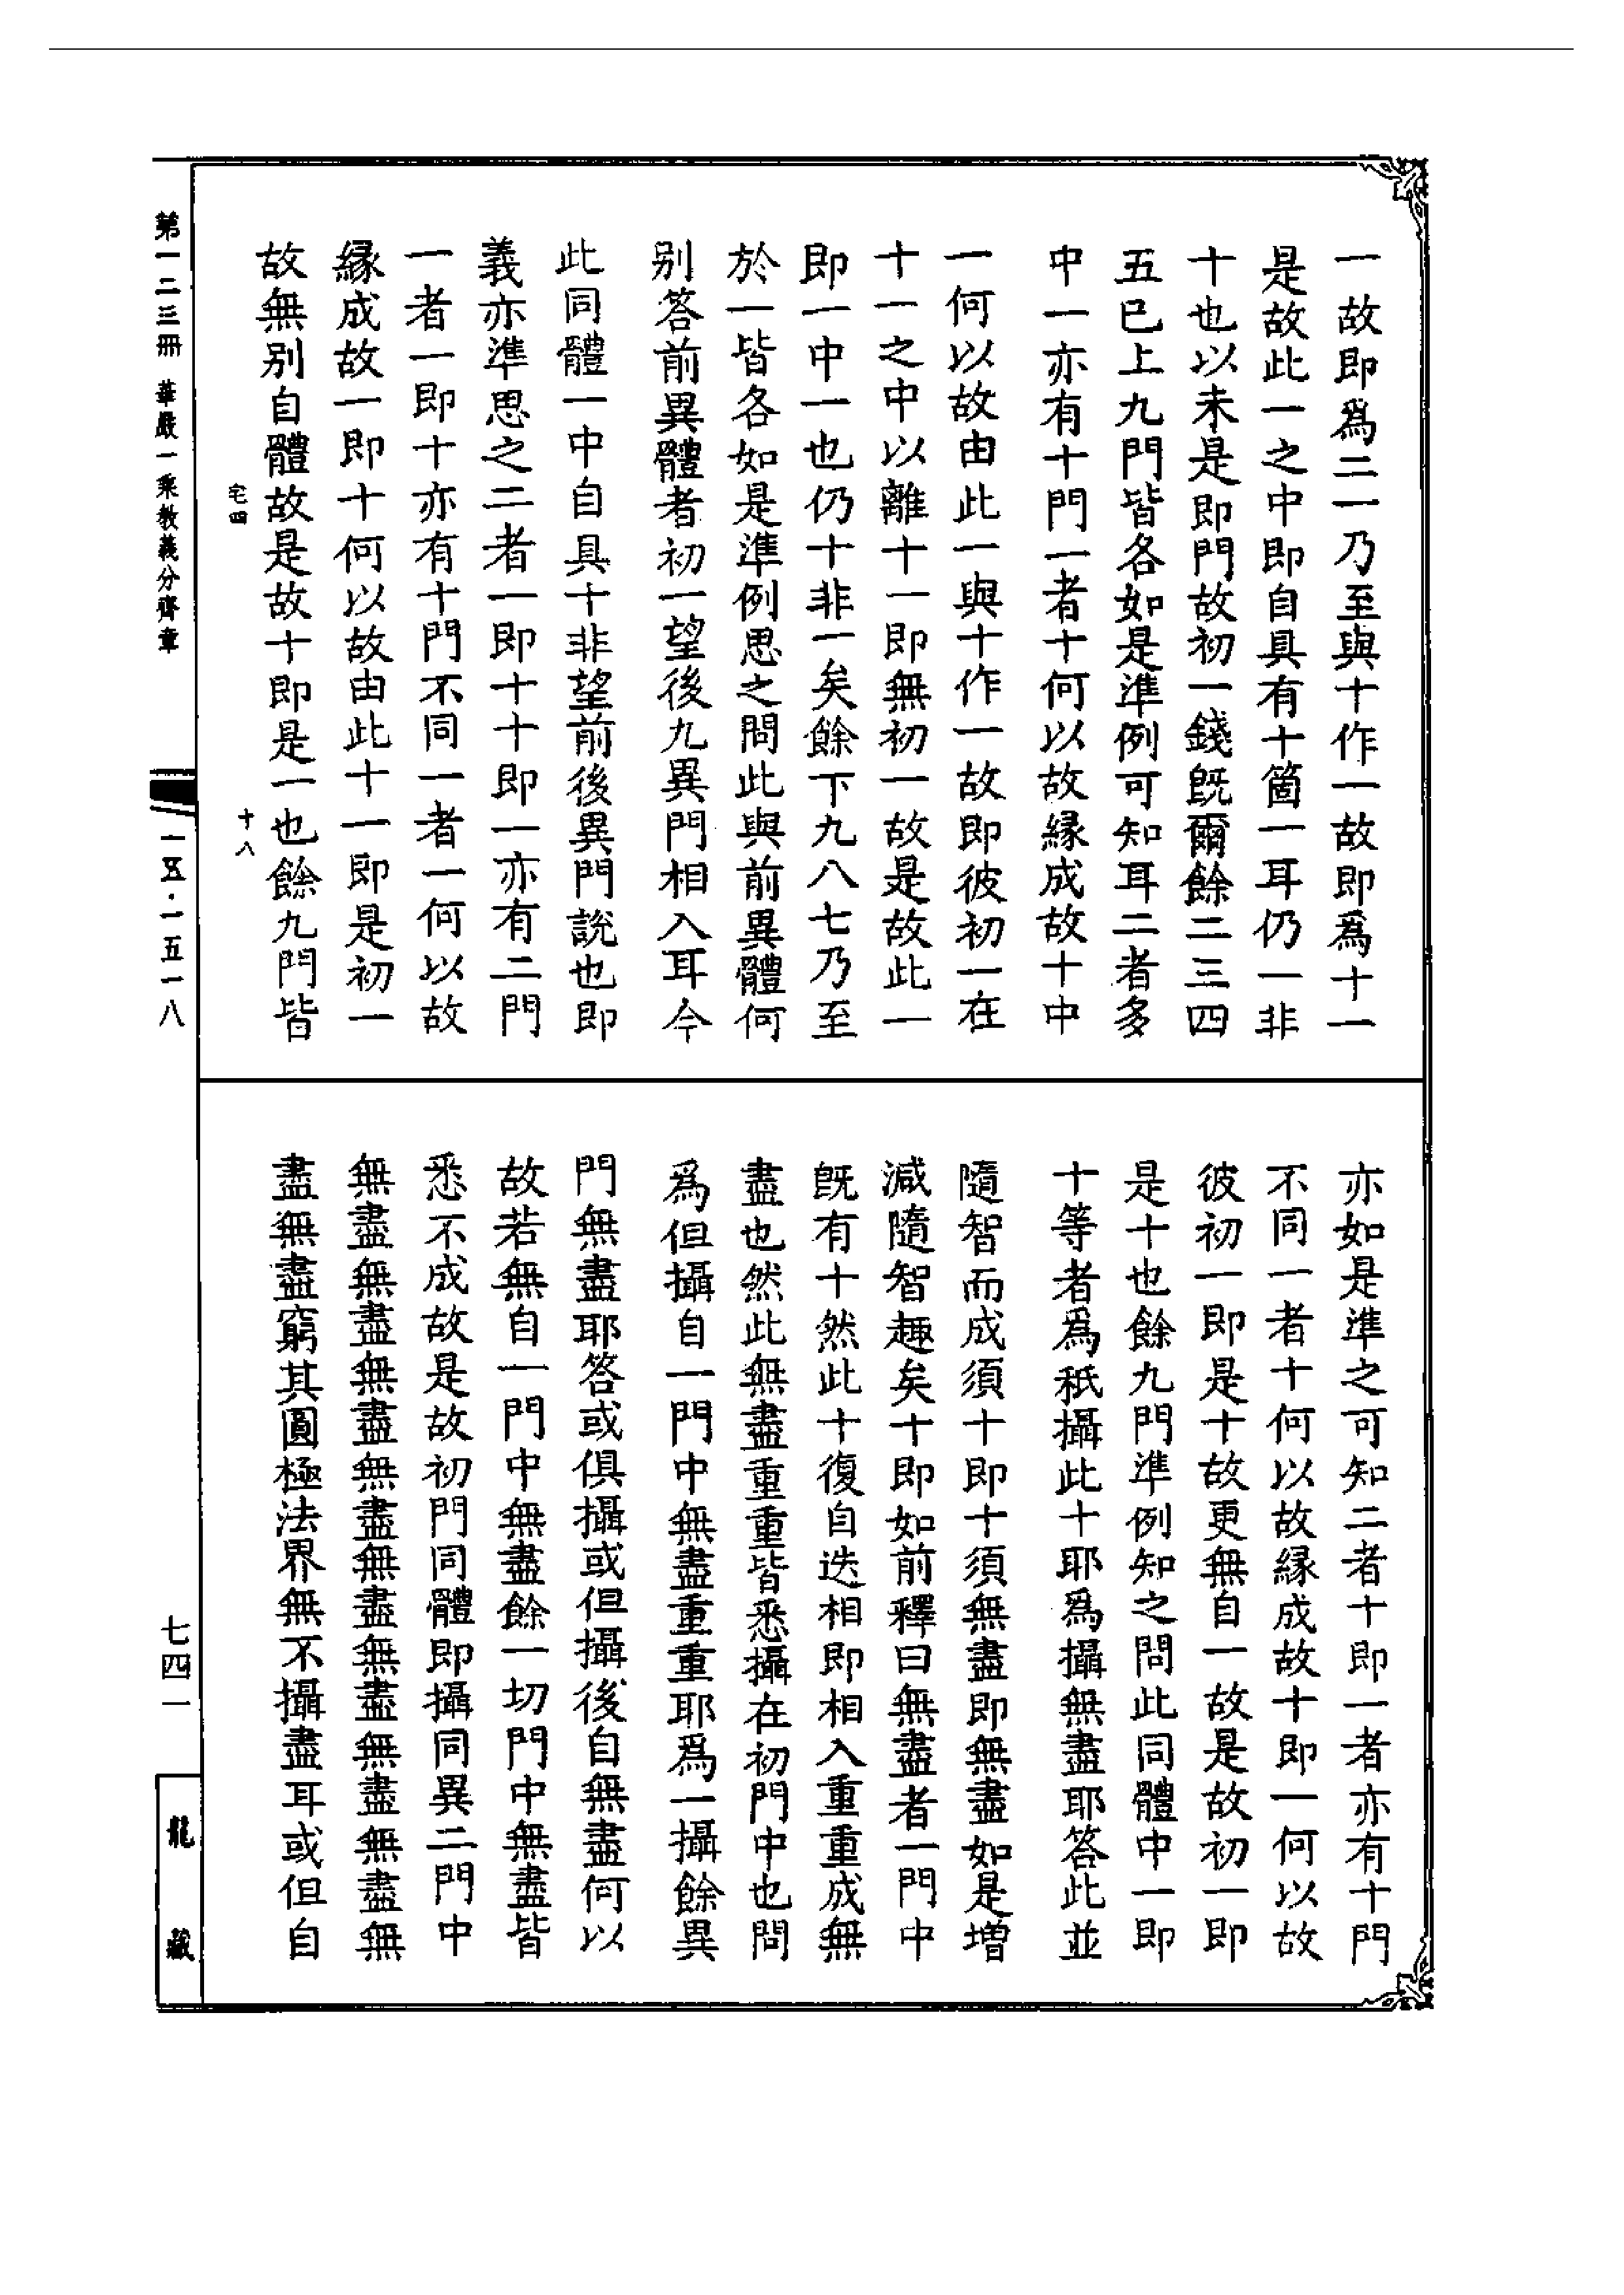 一故即爲二一乃至與十作一故即爲十一
是故此一之中即自具有十箇一耳仍一非
十也以未是即門故初一錢既爾餘二三四
五已上九門皆各如是準例可知耳二者多
中一亦有十門一者十何以故緣成故十中
一何以故由此一與十作一故即彼初一在
十一之中以離十一即無初一故是故此一
即一中一也仍十非一矣餘下九八七乃至
於一皆各如是準例思之問此與前異體何
别答前異體者初一望後九異門相入耳今
此同體一中自具十非望前後異門說也即
義亦準思之二者一即十十即一亦有二門
一者一即十亦有十門不同一者一何以故
緣成故一即十何以故由此十一即是初一
故無别自體故是故十即是一也餘九門皆
亦如是準之可知二者十即一者亦有十門
不同一者十何以故緣成故十即一何以故
彼初一即是十故更無自一故是故初一即
是十也餘九門準例知之問此同體中一即
十等者爲秖攝此十耶爲攝無盡耶答此並
隨智而成須十即十須無盡即無盡如是增
減隨智趣矣十即如前釋曰無盡者一門中
既有十然此十復自迭相即相入重重成無
盡也然此無盡重重皆悉攝在初門中也問
爲但攝自一門中無盡重重耶爲一攝餘異
門無盡耶答或俱攝或但攝後自無盡何以
故若無自一門中無盡餘一切門中無盡皆
悉不成故是故初門同體即攝同異二門中
無盡無盡無盡無盡無盡無盡無盡無盡無
盡無盡窮其圓極法界無不攝盡耳或但自
宅四
十八
第一二三冊 華嚴一乘教義分齊章
一五·一五一八
七四一
龍藏